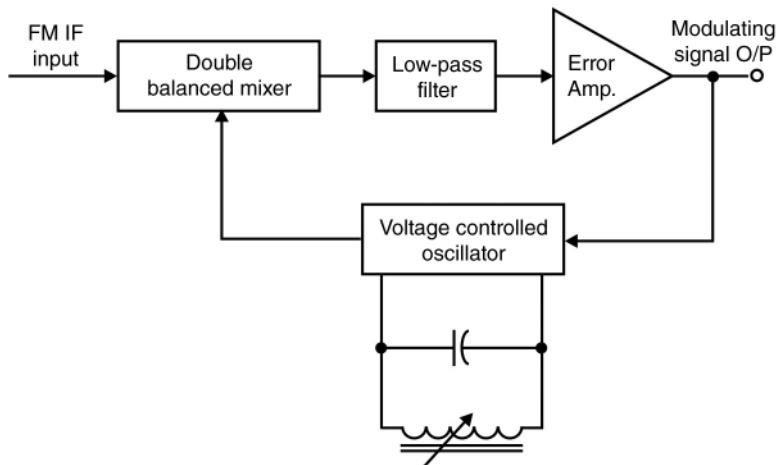 FM IF
input
Double
balanced mixer
Low-pass
filter
Error
Amp.
Modulating
signal O/P
Voltage controlled
oscillator